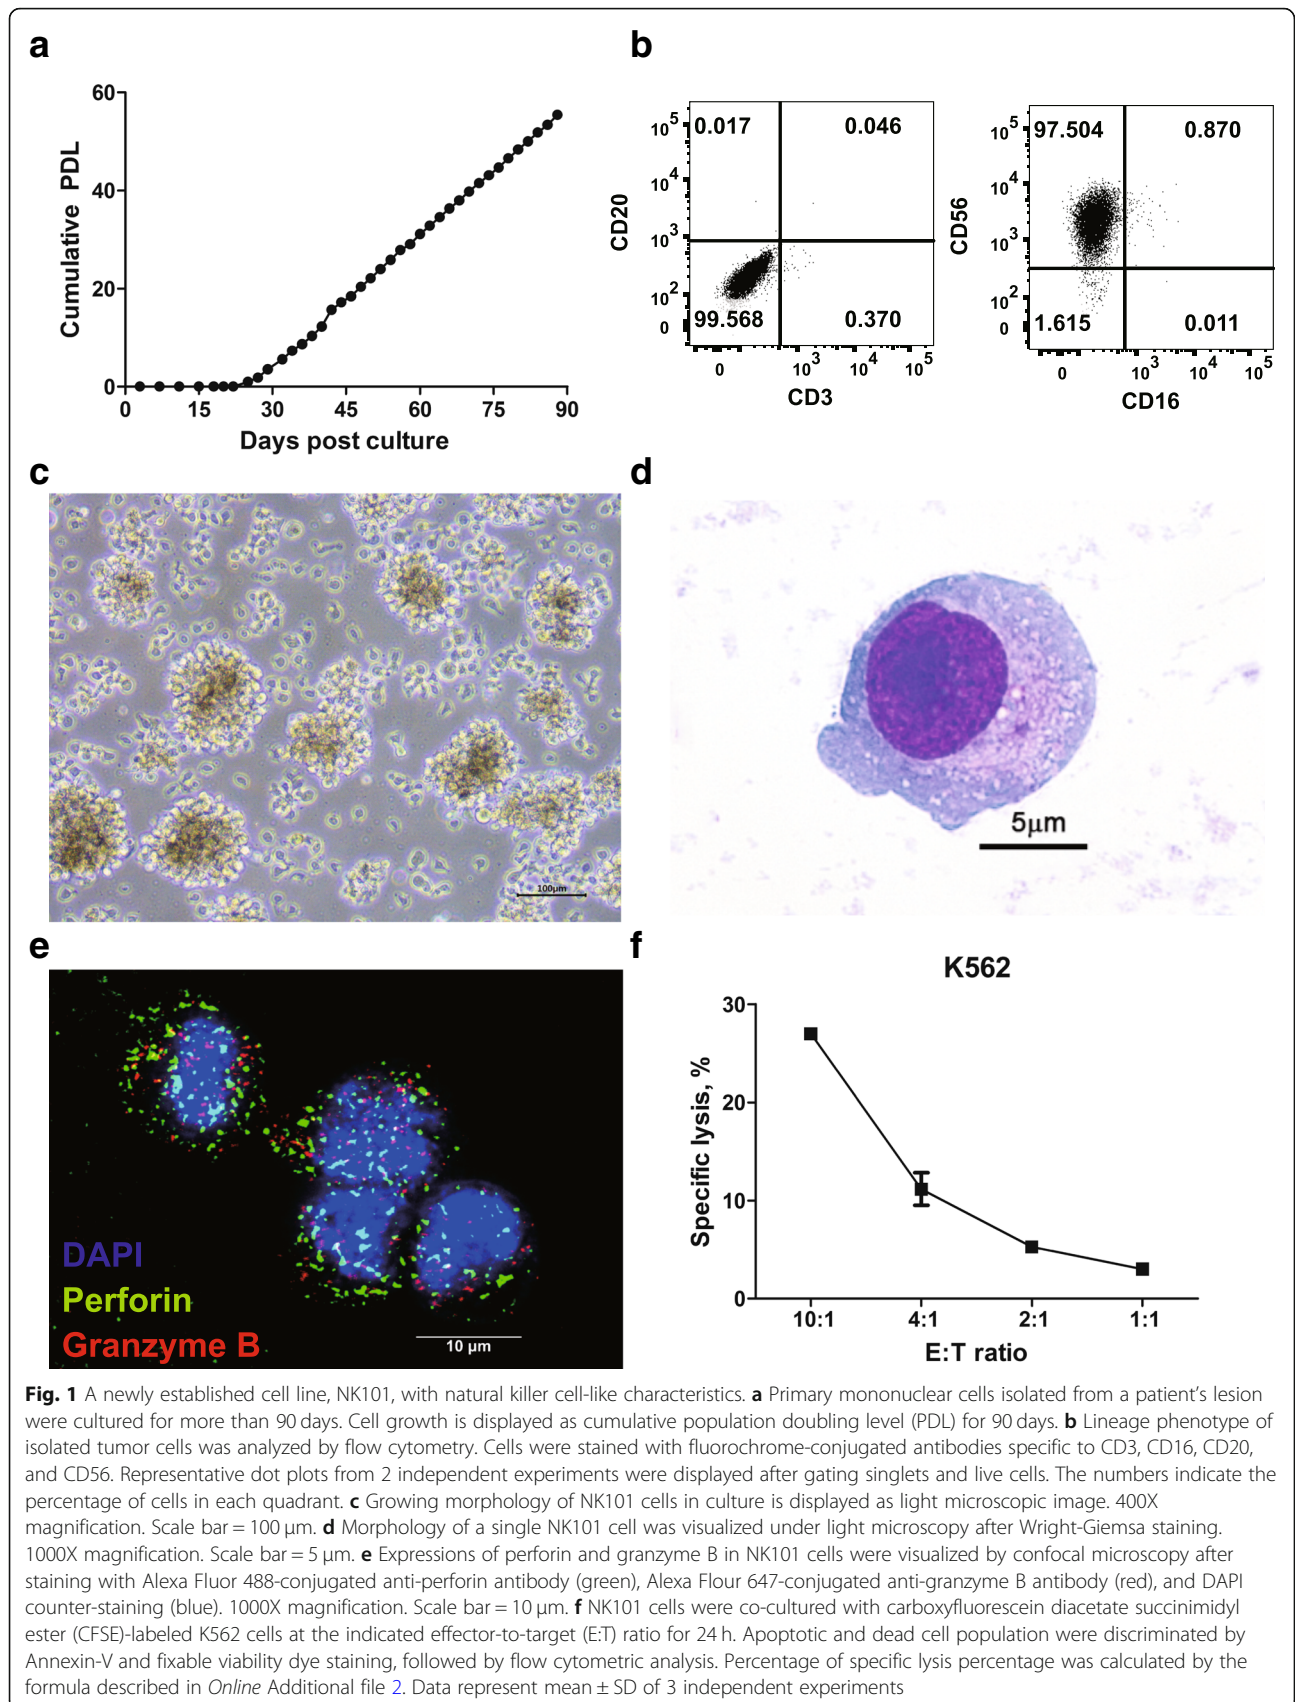 a
60
40
20
0
Cumulative PDL
0 15 30 45 60 75 90
Days post culture
b
10^5
10^4
10^3
10^2
0
CD20
0.017 0.046
99.568 0.370
0 10^3 10^4 10^5
CD3
10^5
10^4
10^3
10^2
0
CD56
97.504 0.870
1.615 0.011
0 10^3 10^4 10^5
CD16
c
100µm
d
5µm
e
DAPI
Perforin
Granzyme B
10 µm
f
K562
30
20
10
0
Specific lysis, %
10:1 4:1 2:1 1:1
E:T ratio
Fig. 1 A newly established cell line, NK101, with natural killer cell-like characteristics. a Primary mononuclear cells isolated from a patient's lesion
were cultured for more than 90 days. Cell growth is displayed as cumulative population doubling level (PDL) for 90 days. b Lineage phenotype of
isolated tumor cells was analyzed by flow cytometry. Cells were stained with fluorochrome-conjugated antibodies specific to CD3, CD16, CD20,
and CD56. Representative dot plots from 2 independent experiments were displayed after gating singlets and live cells. The numbers indicate the
percentage of cells in each quadrant. c Growing morphology of NK101 cells in culture is displayed as light microscopic image. 400X
magnification. Scale bar = 100 µm. d Morphology of a single NK101 cell was visualized under light microscopy after Wright-Giemsa staining.
1000X magnification. Scale bar = 5 µm. e Expressions of perforin and granzyme B in NK101 cells were visualized by confocal microscopy after
staining with Alexa Fluor 488-conjugated anti-perforin antibody (green), Alexa Flour 647-conjugated anti-granzyme B antibody (red), and DAPI
counter-staining (blue). 1000X magnification. Scale bar = 10 µm. f NK101 cells were co-cultured with carboxyfluorescein diacetate succinimidyl
ester (CFSE)-labeled K562 cells at the indicated effector-to-target (E:T) ratio for 24 h. Apoptotic and dead cell population were discriminated by
Annexin-V and fixable viability dye staining, followed by flow cytometric analysis. Percentage of specific lysis percentage was calculated by the
formula described in Online Additional file 2. Data represent mean ± SD of 3 independent experiments